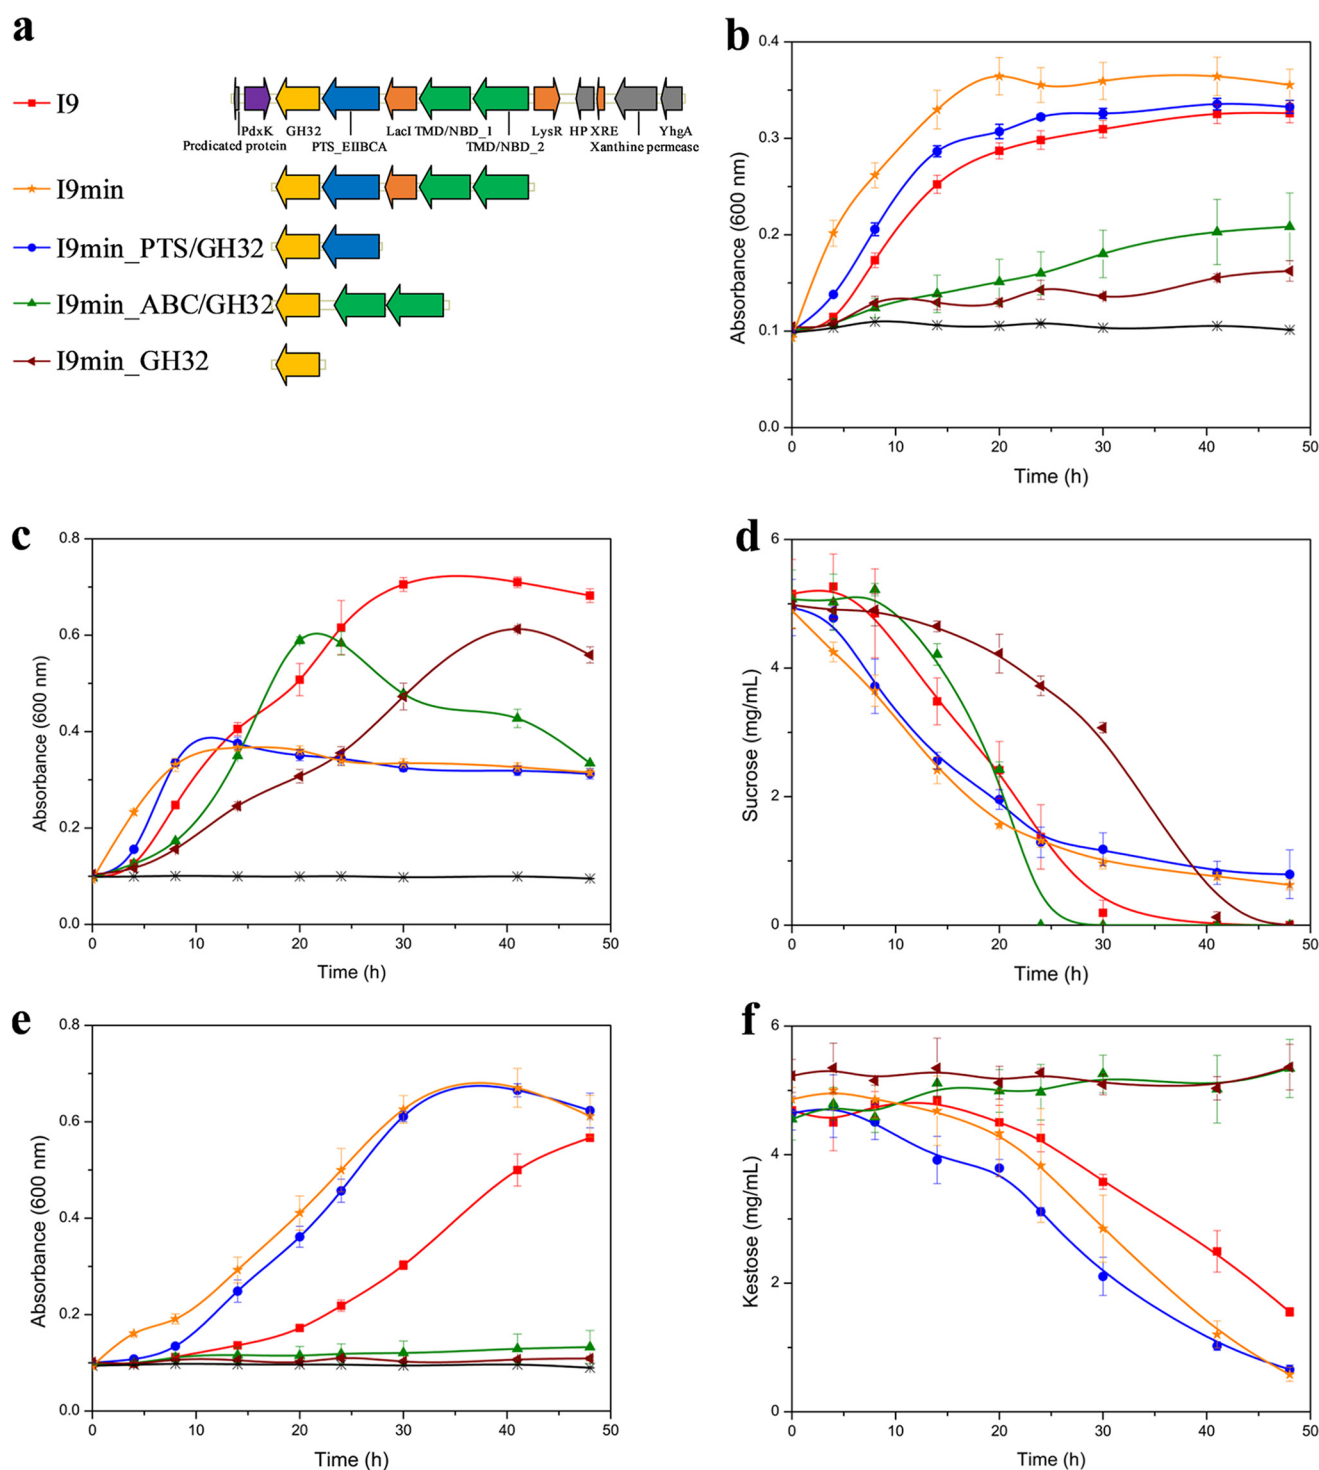 a
I9
PdxK GH32 LacI TMD/NBD_1 LysR HP XRE YhgA
Predicated protein PTS_EIIBCA TMD/NBD_2 Xanthine permease
I9min
I9min_PTS/GH32
I9min_ABC/GH32
I9min_GH32
b
Absorbance (600 nm)
0.4
0.3
0.2
0.1
0.0
0 10 20 30 40 50
Time (h)
c
Absorbance (600 nm)
0.8
0.6
0.4
0.2
0.0
0 10 20 30 40 50
Time (h)
d
Sucrose (mg/mL)
6
4
2
0
0 10 20 30 40 50
Time (h)
e
Absorbance (600 nm)
0.8
0.6
0.4
0.2
0.0
0 10 20 30 40 50
Time (h)
f
Kestose (mg/mL)
6
4
2
0
0 10 20 30 40 50
Time (h)